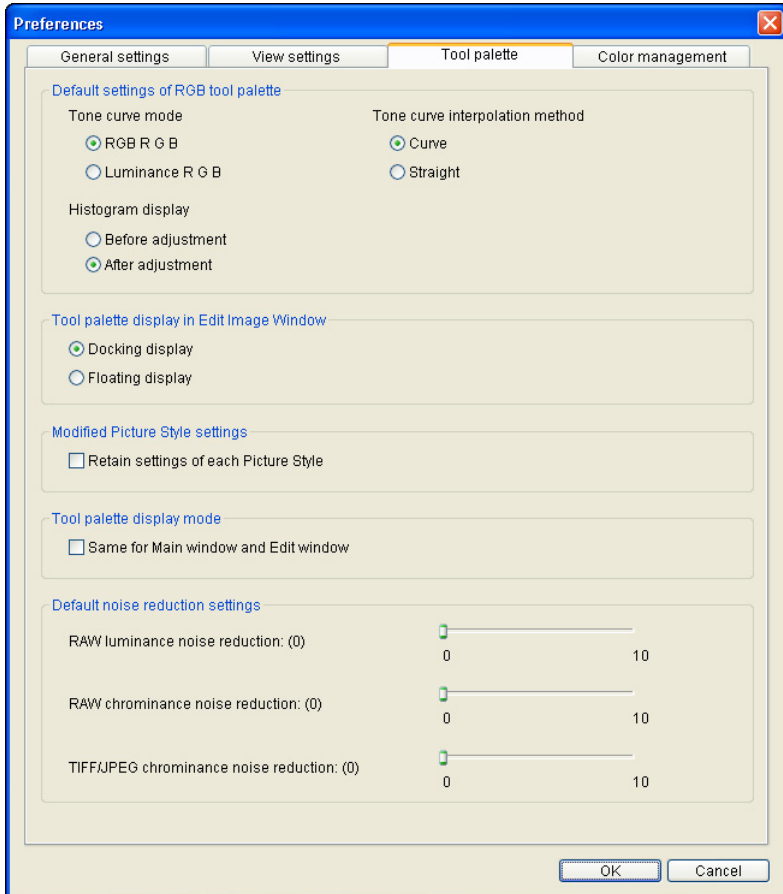 Preferences
General settings
View settings
Tool palette
Color management
Default settings of RGB tool palette
Tone curve mode
RGB R G B
Luminance R G B
Tone curve interpolation method
Curve
Straight
Histogram display
Before adjustment
After adjustment
Tool palette display in Edit Image Window
Docking display
Floating display
Modified Picture Style settings
Retain settings of each Picture Style
Tool palette display mode
Same for Main window and Edit window
Default noise reduction settings
RAW luminance noise reduction: (0)
0 10
RAW chrominance noise reduction: (0)
0 10
TIFF/JPEG chrominance noise reduction: (0)
0 10
OK
Cancel